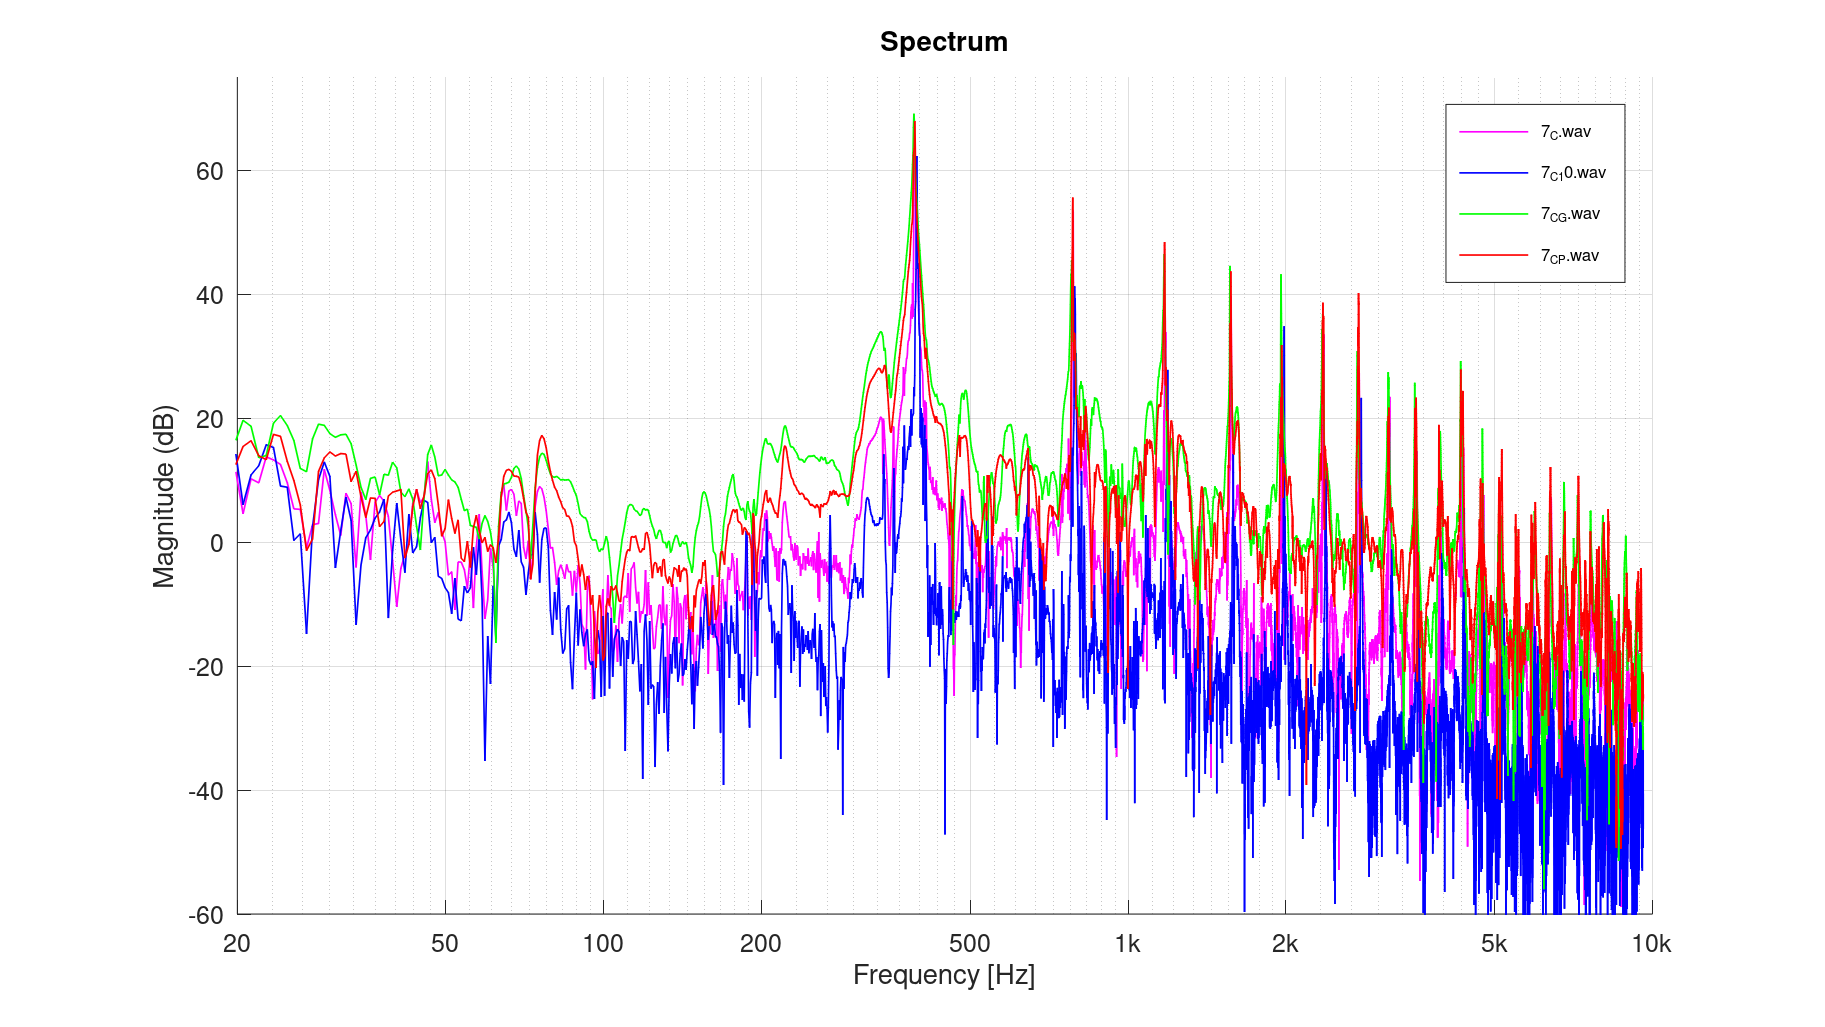 Spectrum
7C.wav
7C10.wav
7CG.wav
7CP.wav
Magnitude (dB)
60
40
20
0
-20
-40
-60
20 50 100 200 500 1k 2k 5k 10k
Frequency [Hz]